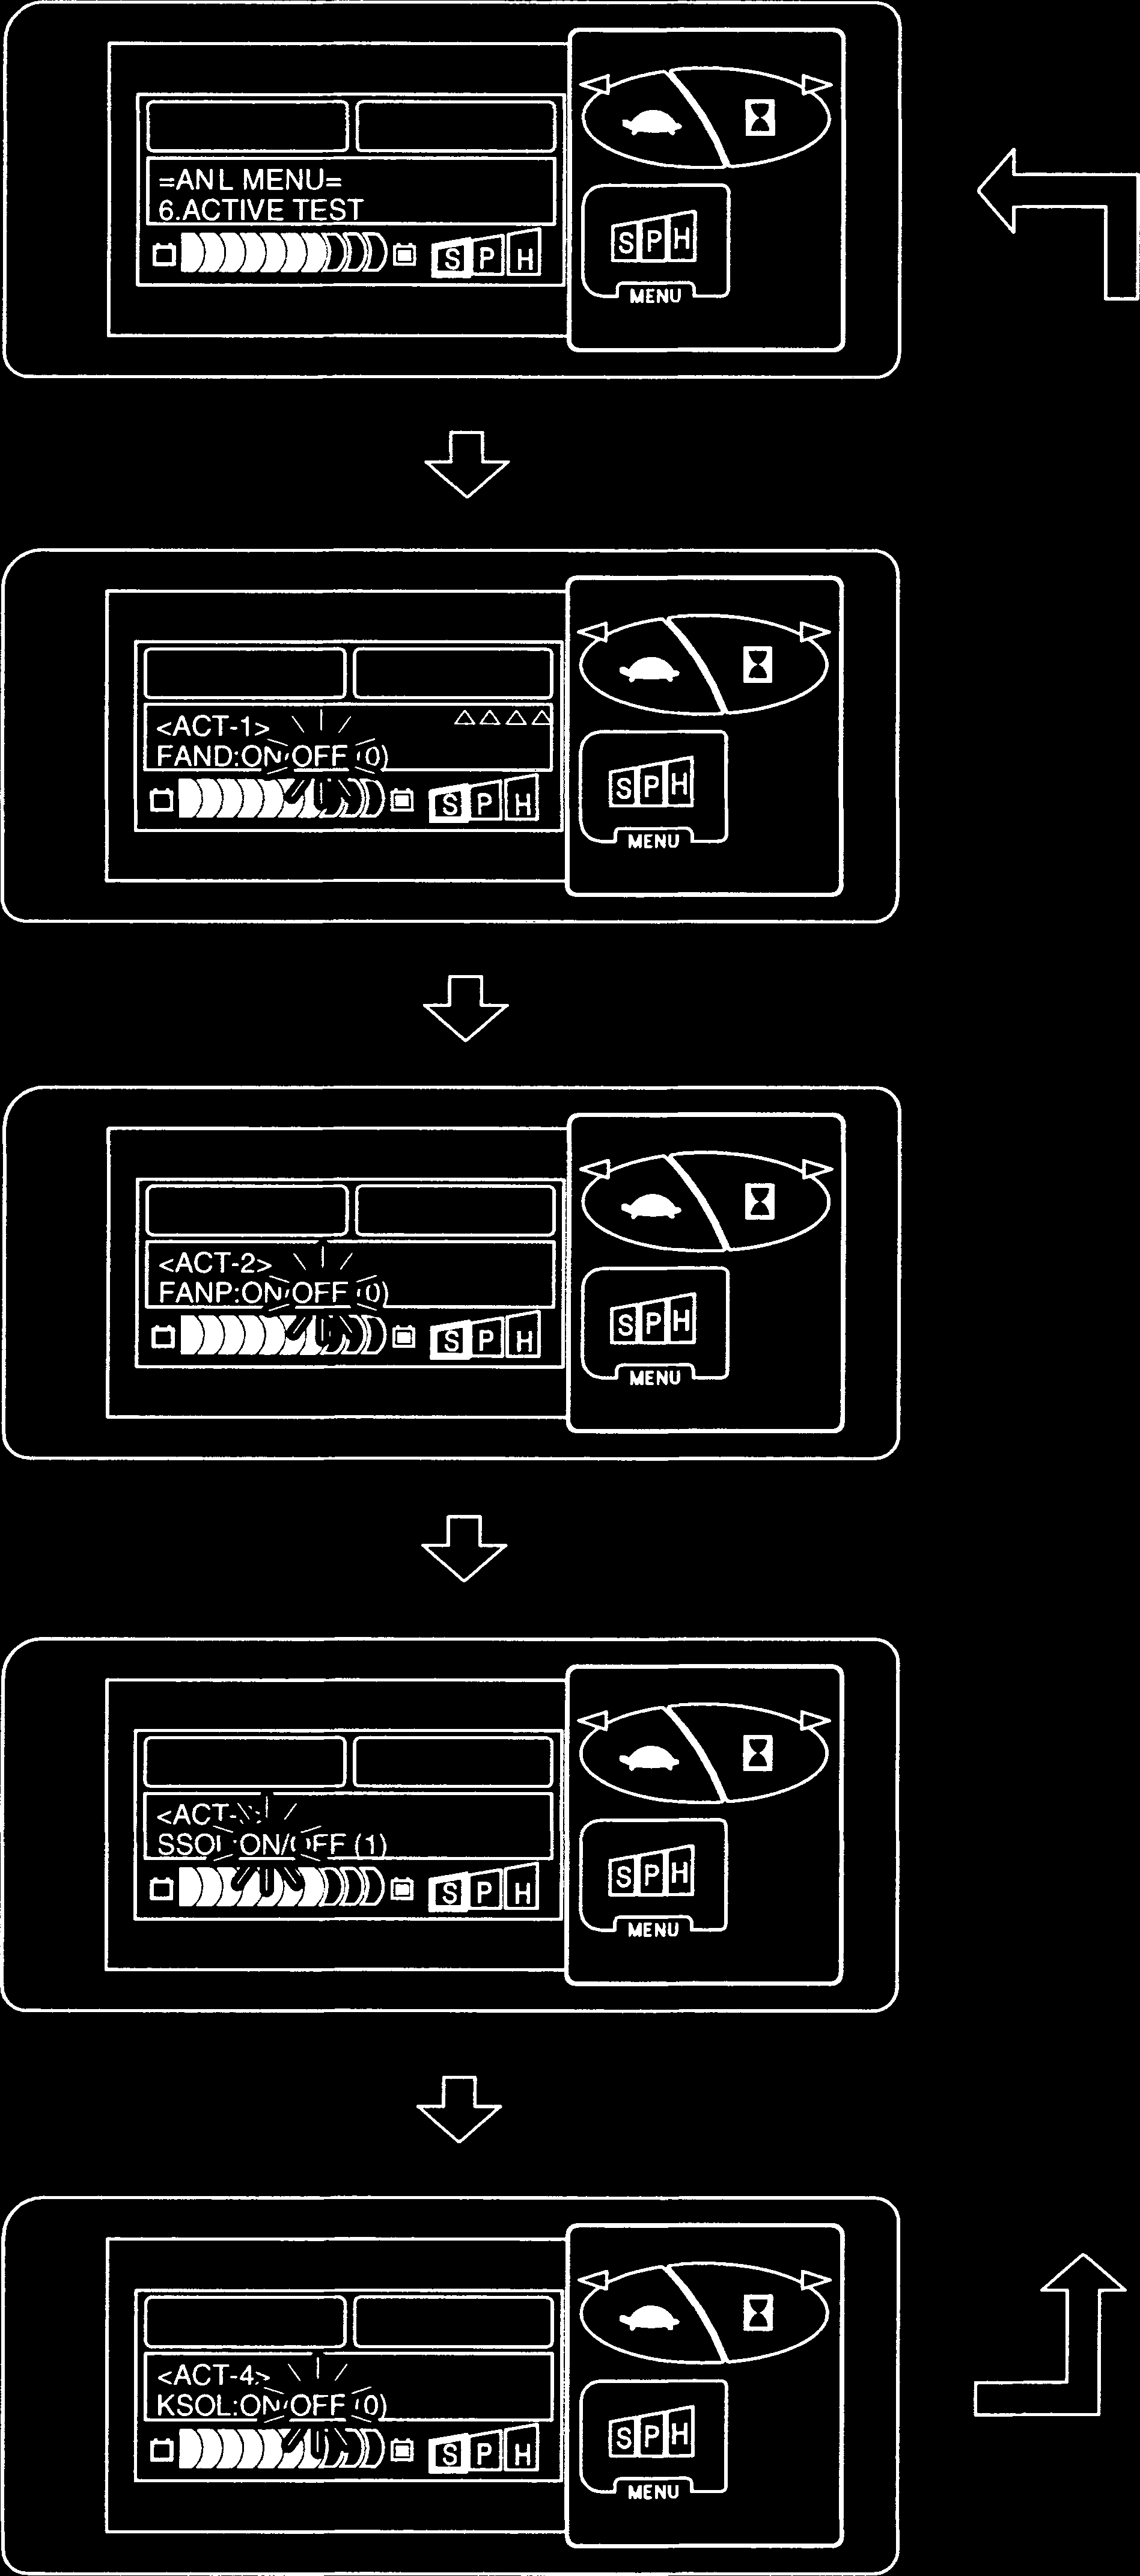 =ANL MENU=
6.ACTIVE TEST
S P H
S P H
MENU
<ACT-1>
FAND:ON/OFF (0)
S P H
S P H
MENU
<ACT-2>
FANP:ON/OFF (0)
S P H
S P H
MENU
<ACT-
SSOL:ON/OFF (1)
S P H
S P H
MENU
<ACT-4>
KSOL:ON/OFF (0)
S P H
S P H
MENU